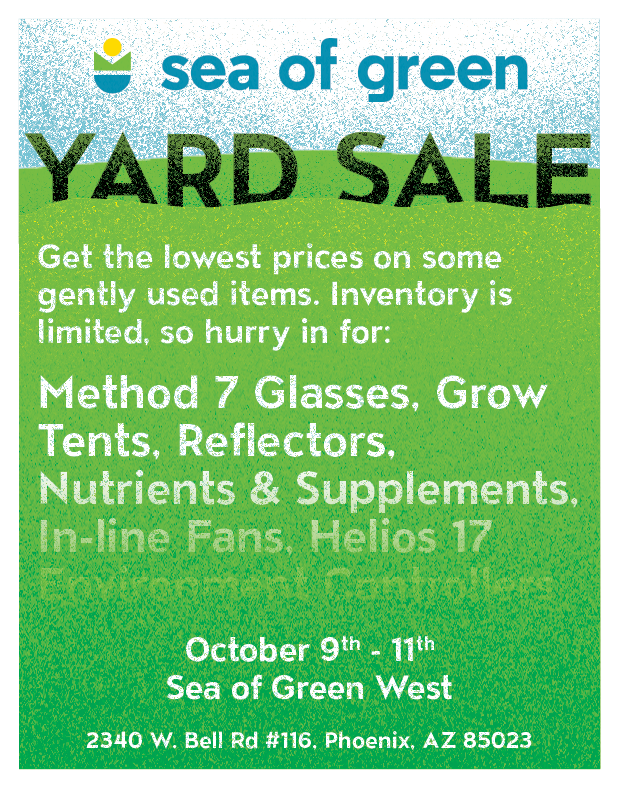 sea of green
YARD SALE
Get the lowest prices on some
gently used items. Inventory is
limited, so hurry in for:
Method 7 Glasses, Grow
Tents, Reflectors,
Nutrients & Supplements,
In-line Fans, Helios 17
Environment Controllers
October 9th - 11th
Sea of Green West
2340 W. Bell Rd #116, Phoenix, AZ 85023